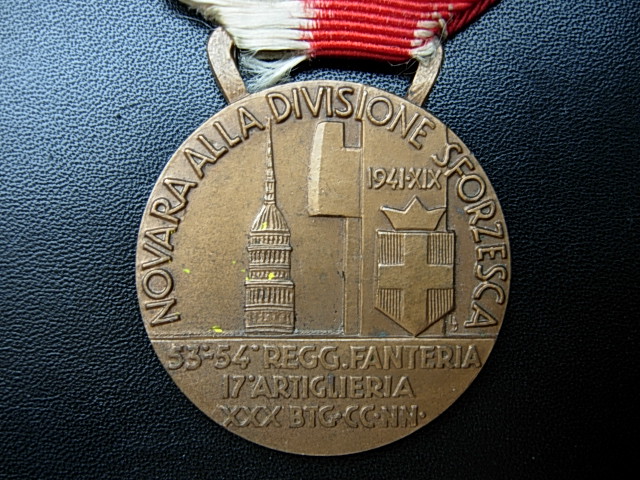 NOVARA ALLA DIVISIONE SFORZESCA
1941·XIX
53°-54° REGG. FANTERIA
17° ARTIGLIERIA
XXX BTG·CC·NN·